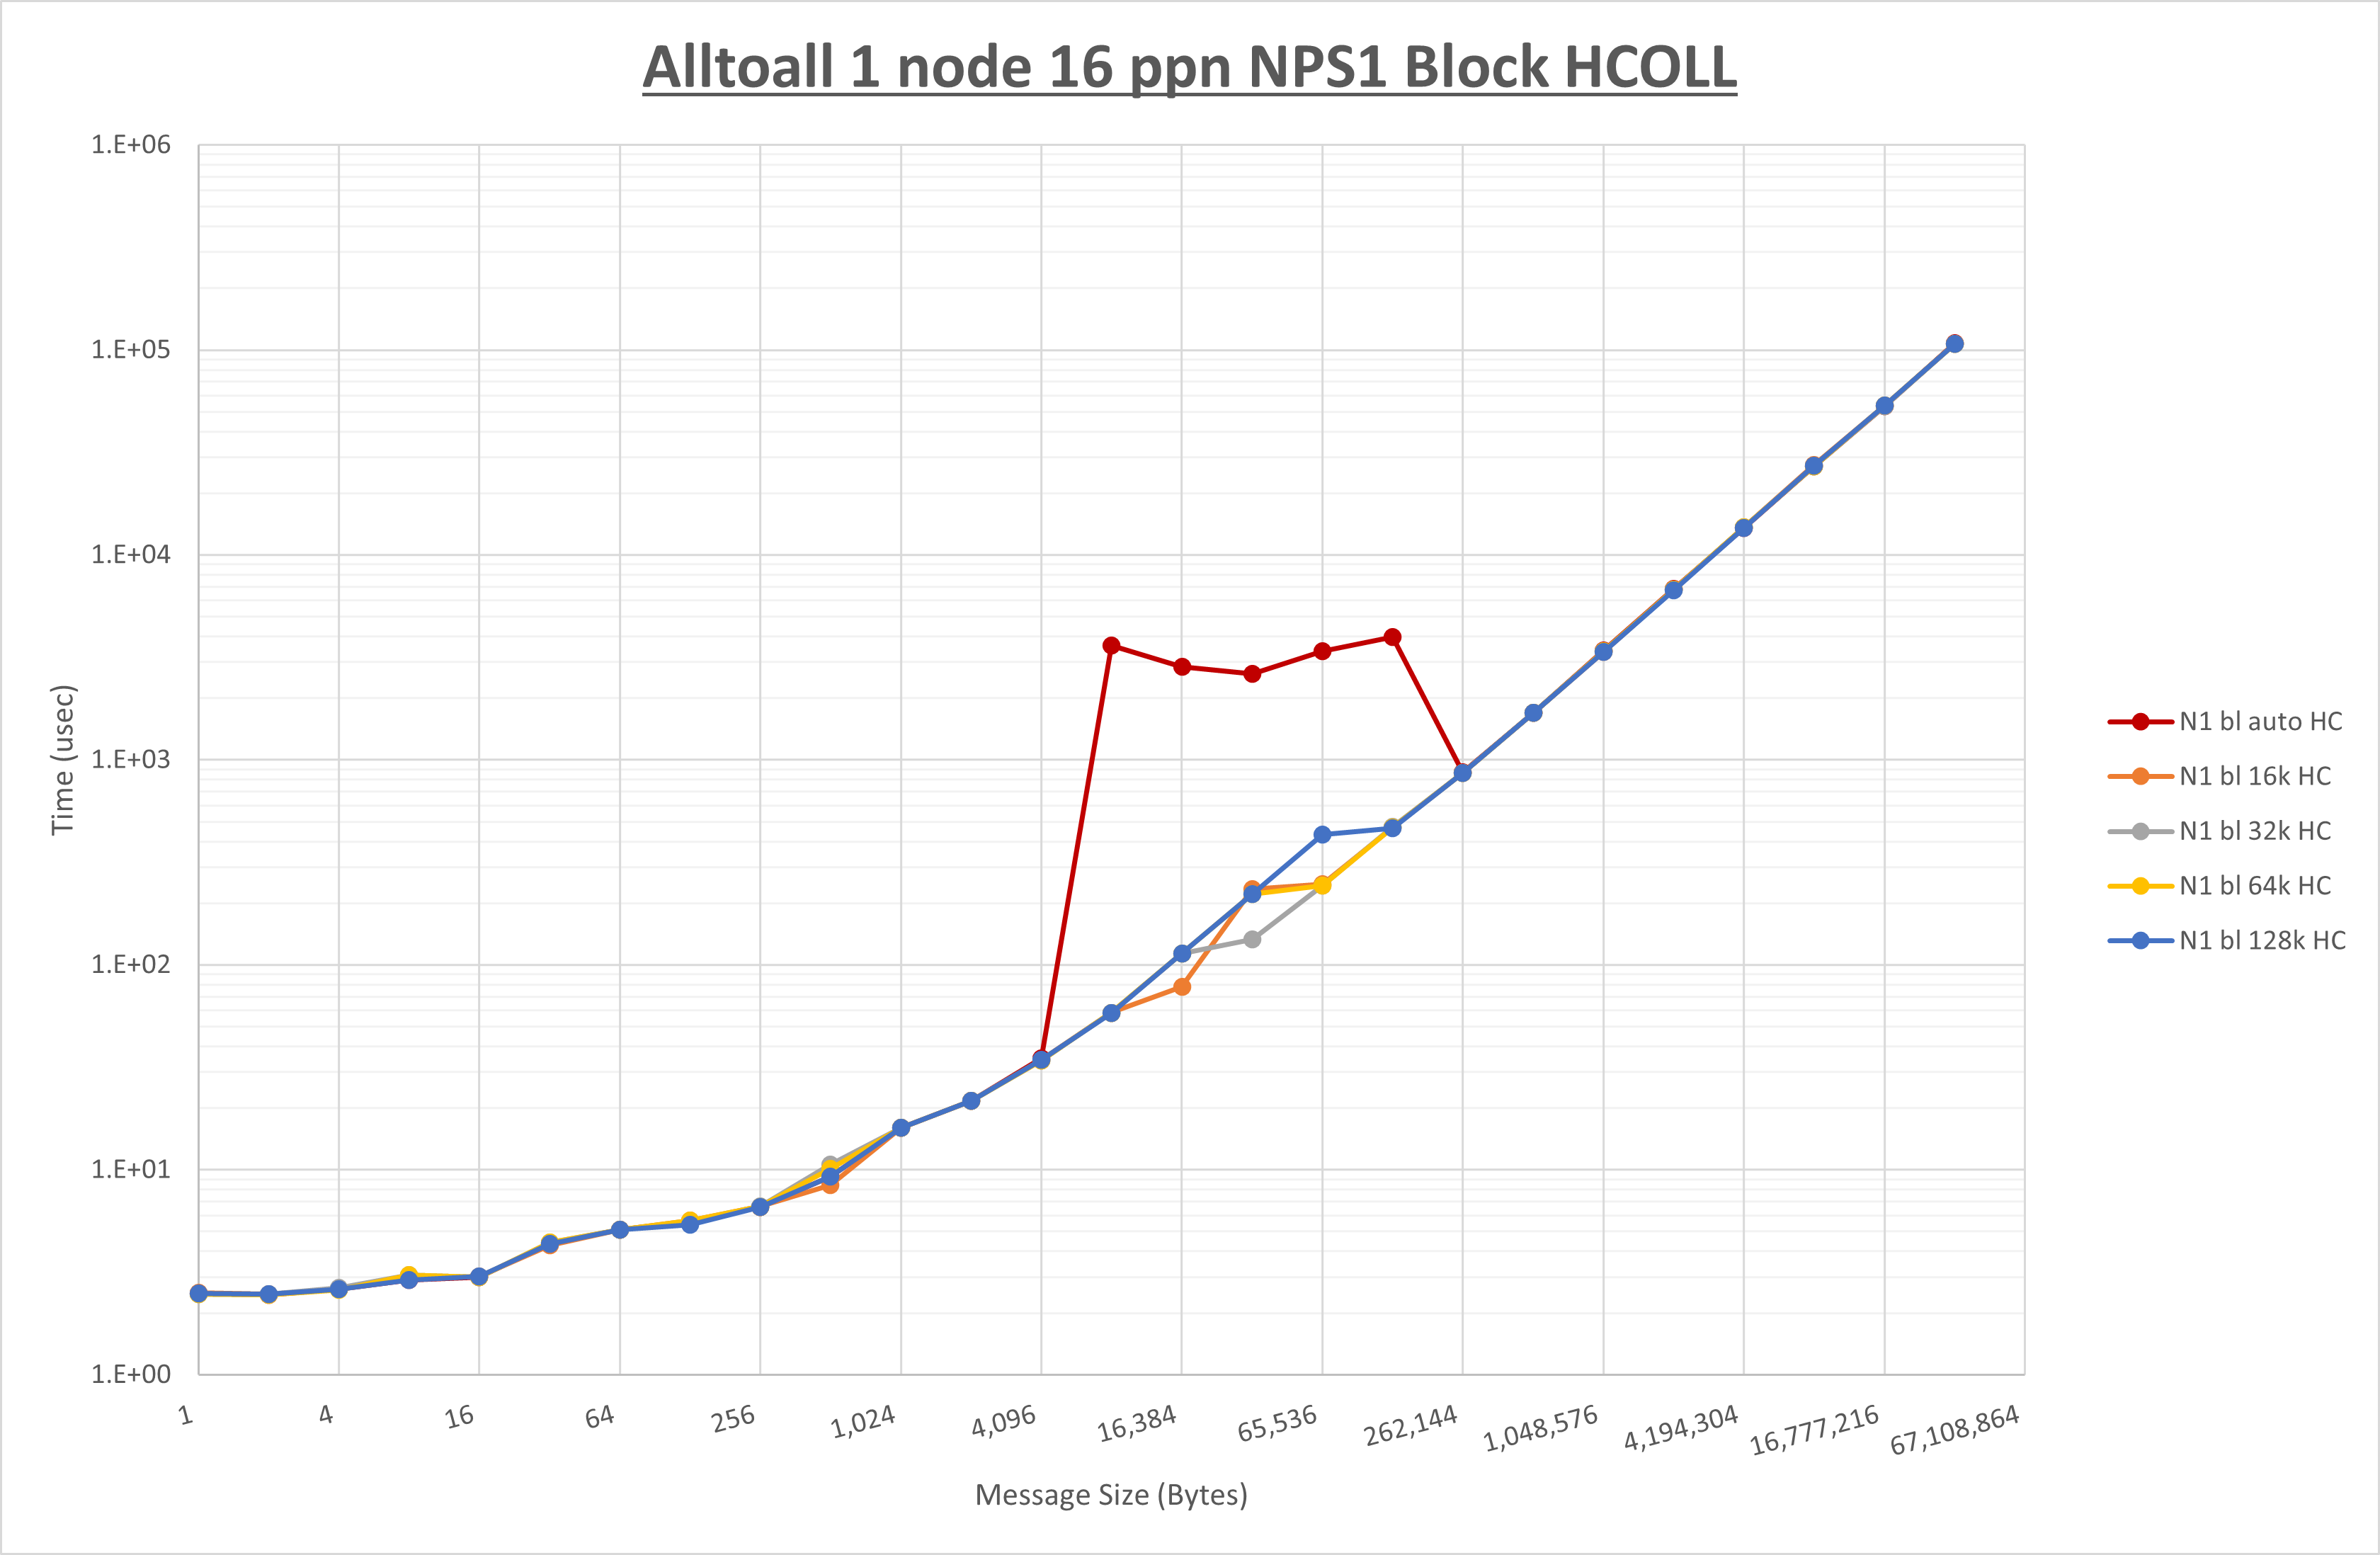 Alltoall 1 node 16 ppn NPS1 Block HCOLL
1.E+06
1.E+05
1.E+04
1.E+03
1.E+02
1.E+01
1.E+00
Time (usec)
1 4 16 64 256 1,024 4,096 16,384 65,536 262,144 1,048,576 4,194,304 16,777,216 67,108,864
Message Size (Bytes)
N1 bl auto HC
N1 bl 16k HC
N1 bl 32k HC
N1 bl 64k HC
N1 bl 128k HC